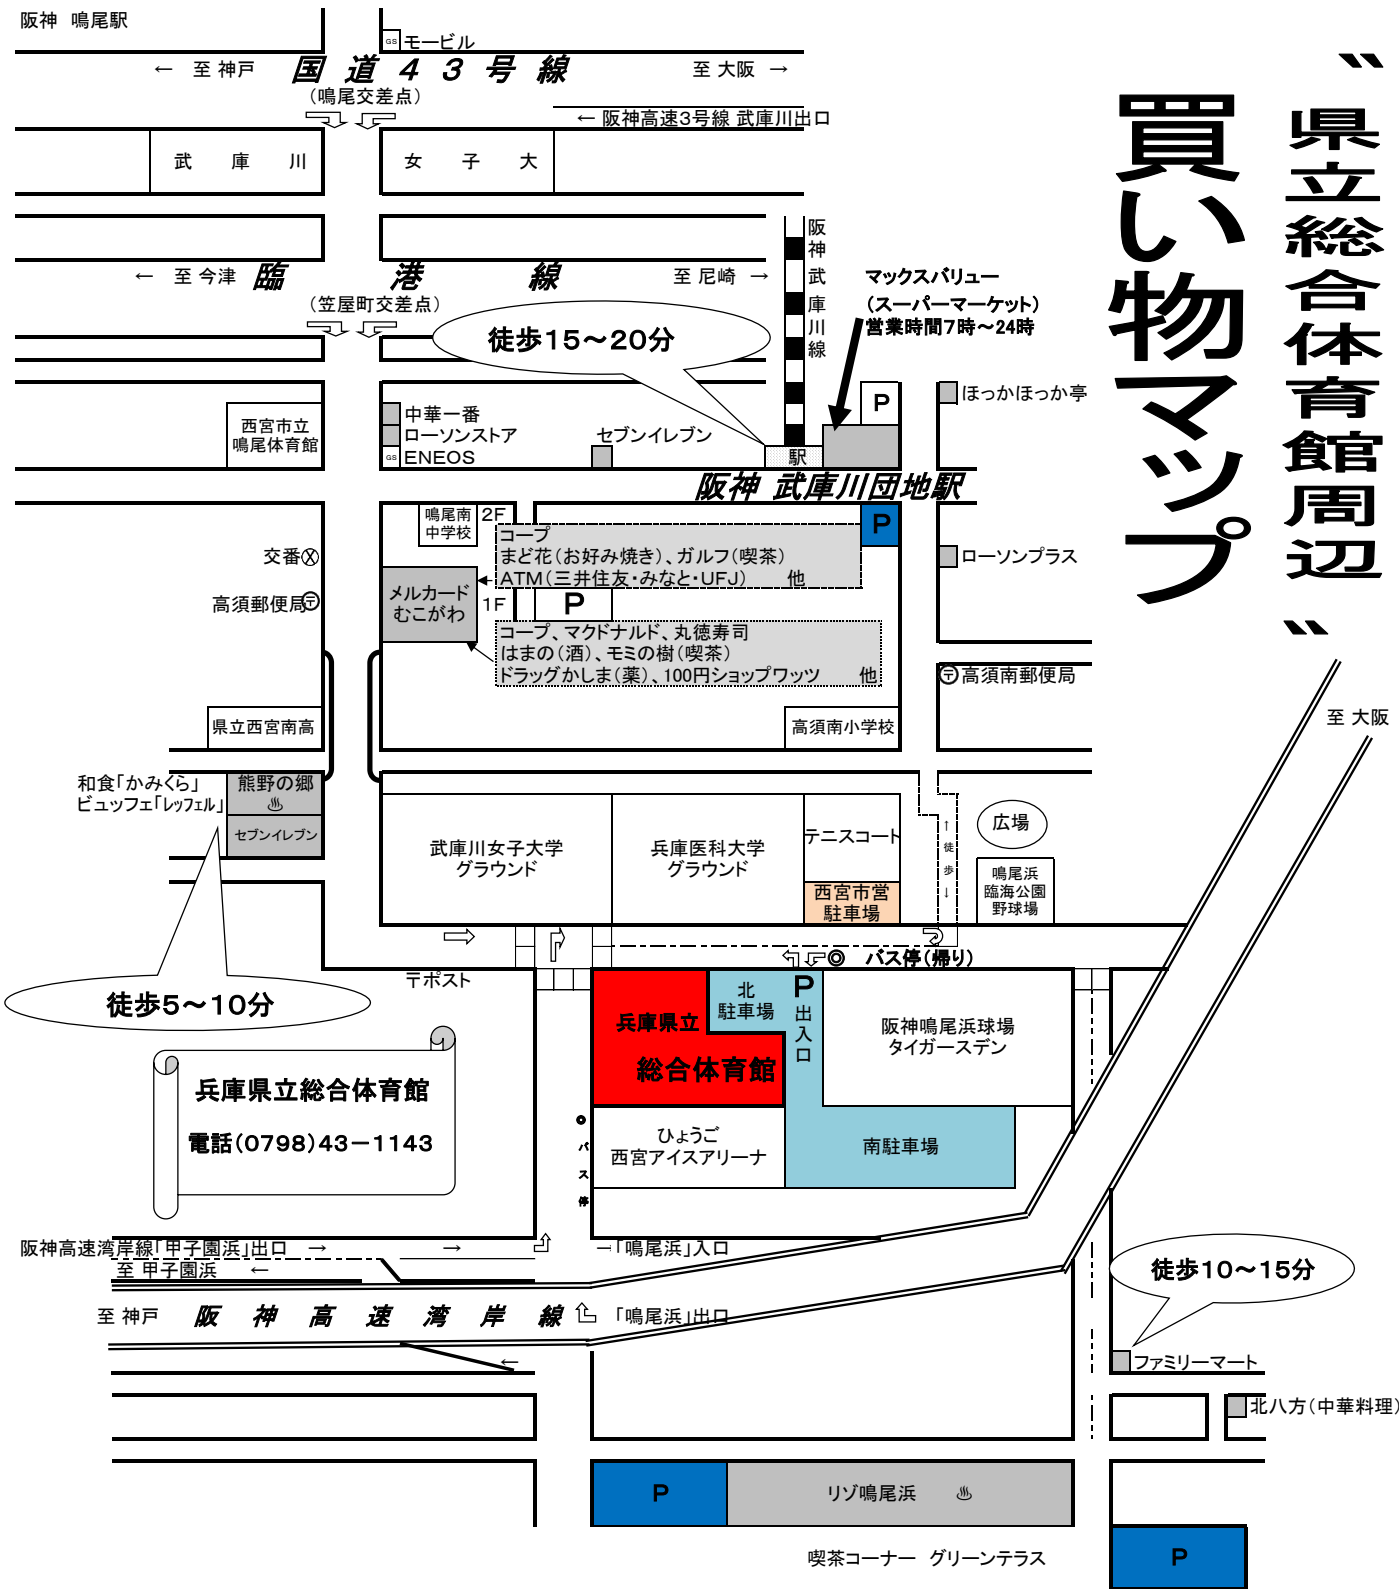 阪神 鳴尾駅
GS モービル
← 至 神戸 国道43号線 至 大阪 →
(鳴尾交差点)
← 阪神高速3号線 武庫川出口
武庫川
女子大
〝県立総合体育館周辺〟
買い物マップ
← 至 今津 臨港線 至 尼崎 →
(笠屋町交差点)
阪神武庫川線
マックスバリュー
(スーパーマーケット)
営業時間7時～24時
徒歩15～20分
西宮市立
鳴尾体育館
中華一番
ローソンストア
GS ENEOS
セブンイレブン
駅
P
ほっかほっか亭
阪神 武庫川団地駅
鳴尾南
中学校
2F
コープ
まど花(お好み焼き)、ガルフ(喫茶)
ATM(三井住友・みなと・UFJ) 他
P
交番
ローソンプラス
高須郵便局〒
メルカード
むこがわ
1F
P
コープ、マクドナルド、丸徳寿司
はまの(酒)、モミの樹(喫茶)
ドラッグかしま(薬)、100円ショップワッツ 他
〒高須南郵便局
県立西宮南高
高須南小学校
至 大阪
和食「かみくら」
ビュッフェ「レッフェル」
熊野の郷
♨
セブンイレブン
武庫川女子大学
グラウンド
兵庫医科大学
グラウンド
テニスコート
西宮市営
駐車場
↑徒歩↓
広場
鳴尾浜
臨海公園
野球場
◎ バス停(帰り)
〒ポスト
徒歩5～10分
兵庫県立
総合体育館
北
駐車場
P
出入口
阪神鳴尾浜球場
タイガースデン
兵庫県立総合体育館
電話(0798)43－1143
◎バス停
ひょうご
西宮アイスアリーナ
南駐車場
阪神高速湾岸線「甲子園浜」出口 → →
「鳴尾浜」入口
至 甲子園浜 ←
徒歩10～15分
至 神戸 阪神高速湾岸線
「鳴尾浜」出口
←
ファミリーマート
北八方(中華料理)
P
リゾ鳴尾浜 ♨
喫茶コーナー グリーンテラス
P